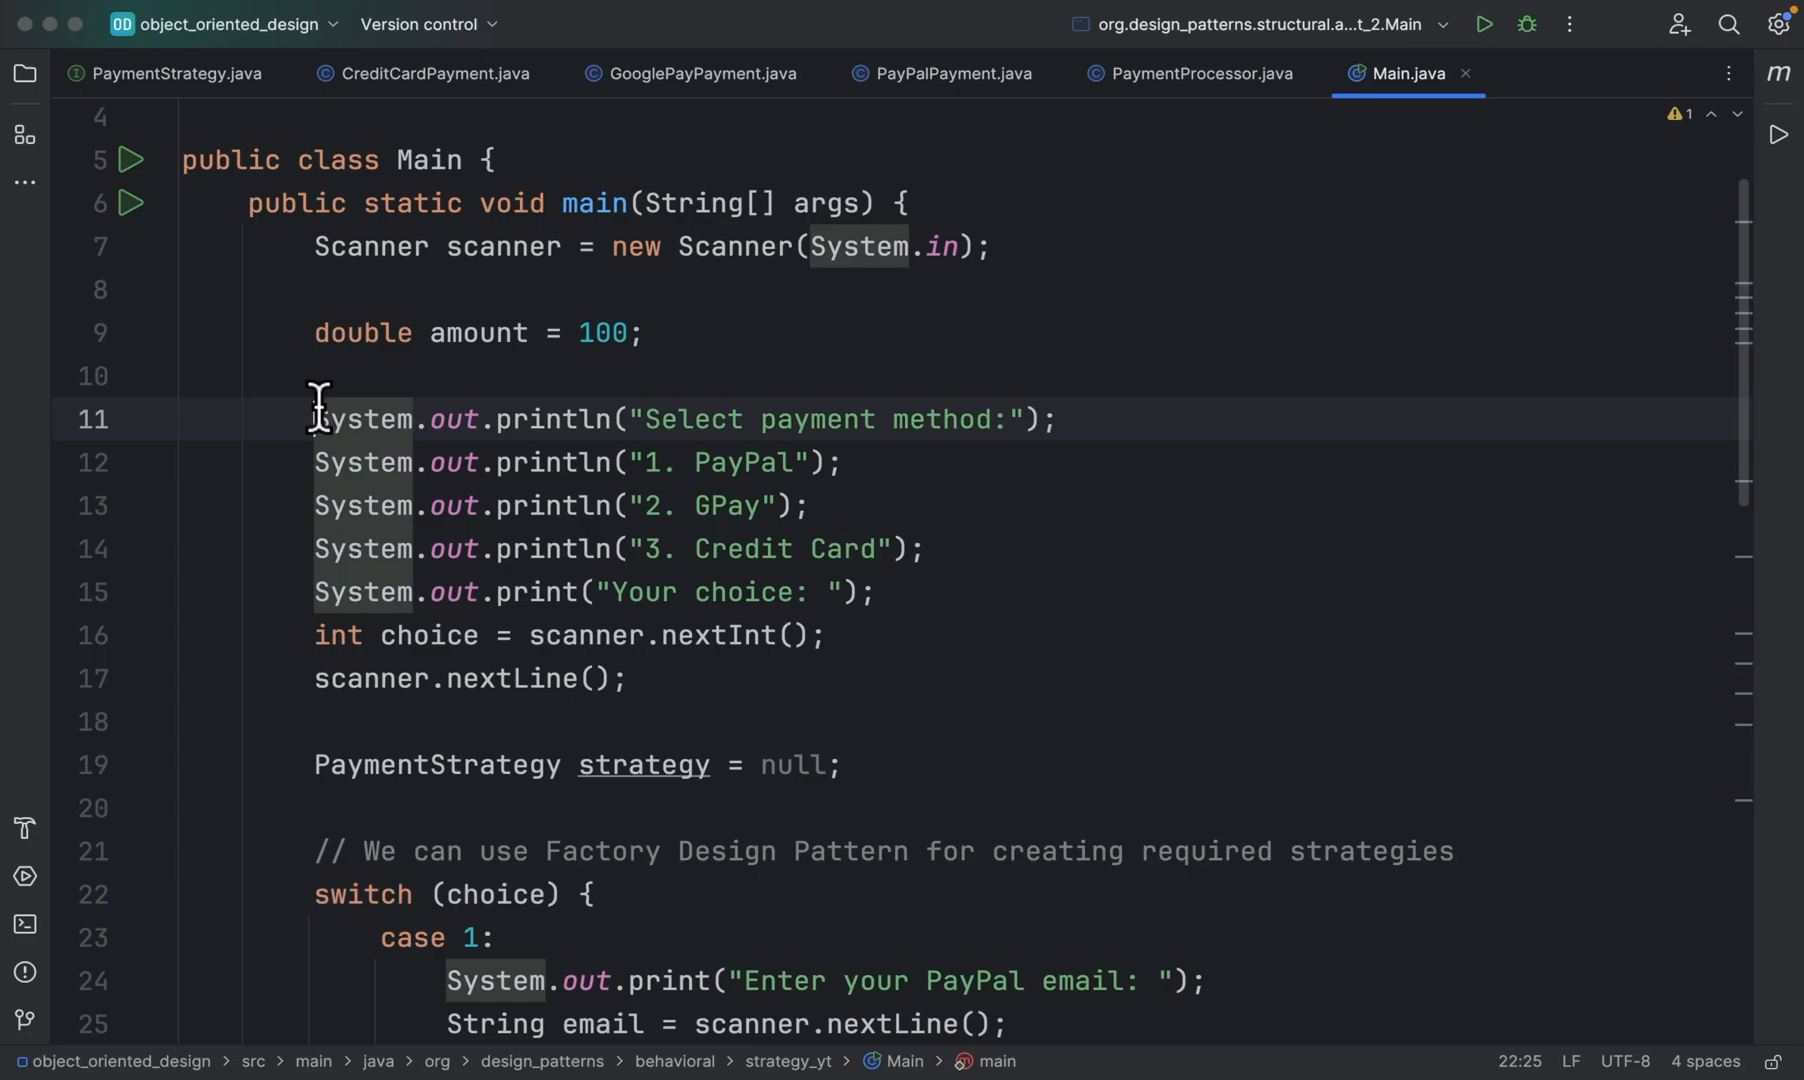 OD object_oriented_design Version control org.design_patterns.structural.a...t_2.Main
PaymentStrategy.java CreditCardPayment.java GooglePayPayment.java PayPalPayment.java PaymentProcessor.java Main.java
4
5 public class Main {
6 public static void main(String[] args) {
7 Scanner scanner = new Scanner(System.in);
8
9 double amount = 100;
10
11 System.out.println("Select payment method:");
12 System.out.println("1. PayPal");
13 System.out.println("2. GPay");
14 System.out.println("3. Credit Card");
15 System.out.print("Your choice: ");
16 int choice = scanner.nextInt();
17 scanner.nextLine();
18
19 PaymentStrategy strategy = null;
20
21 // We can use Factory Design Pattern for creating required strategies
22 switch (choice) {
23 case 1:
24 System.out.print("Enter your PayPal email: ");
25 String email = scanner.nextLine();
1
m
object_oriented_design > src > main > java > org > design_patterns > behavioral > strategy_yt > Main > main 22:25 LF UTF-8 4 spaces